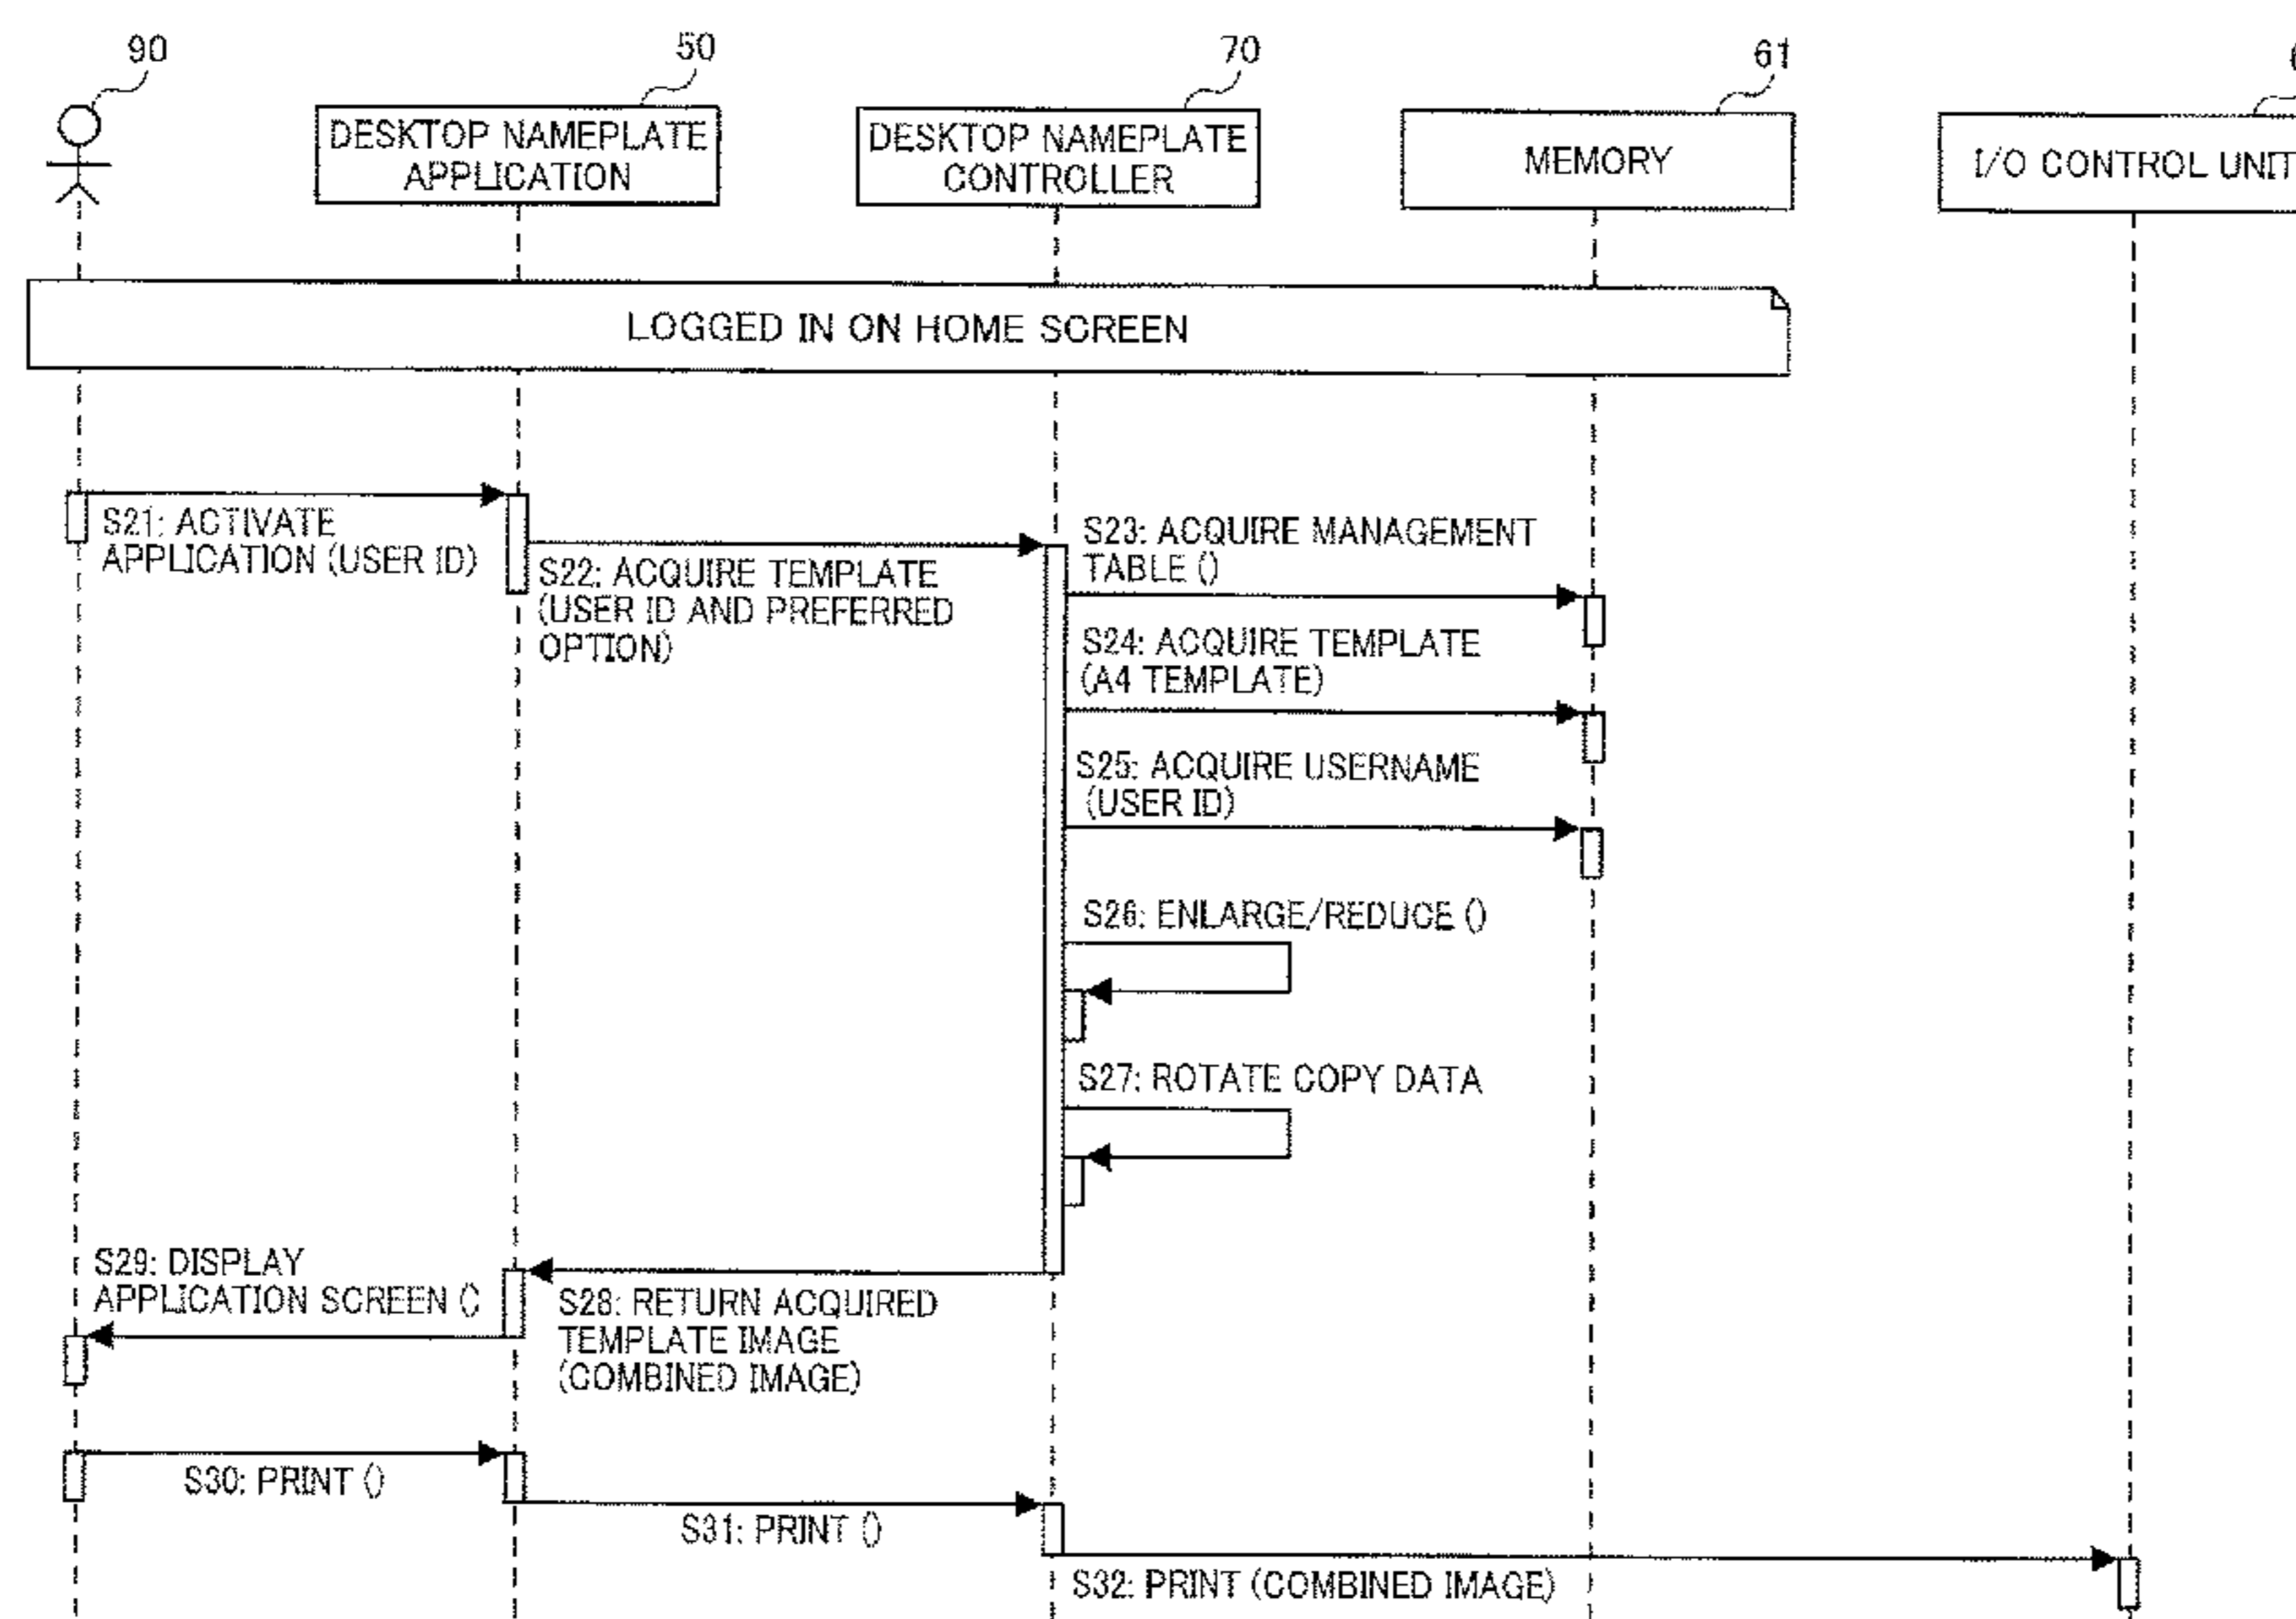 90
50
70
61
DESKTOP NAMEPLATE
APPLICATION
DESKTOP NAMEPLATE
CONTROLLER
MEMORY
I/O CONTROL UNIT
LOGGED IN ON HOME SCREEN
S21: ACTIVATE
APPLICATION (USER ID)
S22: ACQUIRE TEMPLATE
(USER ID AND PREFERRED
OPTION)
S23: ACQUIRE MANAGEMENT
TABLE ()
S24: ACQUIRE TEMPLATE
(A4 TEMPLATE)
S25: ACQUIRE USERNAME
(USER ID)
S26: ENLARGE/REDUCE ()
S27: ROTATE COPY DATA
S28: RETURN ACQUIRED
TEMPLATE IMAGE
(COMBINED IMAGE)
S29: DISPLAY
APPLICATION SCREEN ()
S30: PRINT ()
S31: PRINT ()
S32: PRINT (COMBINED IMAGE)